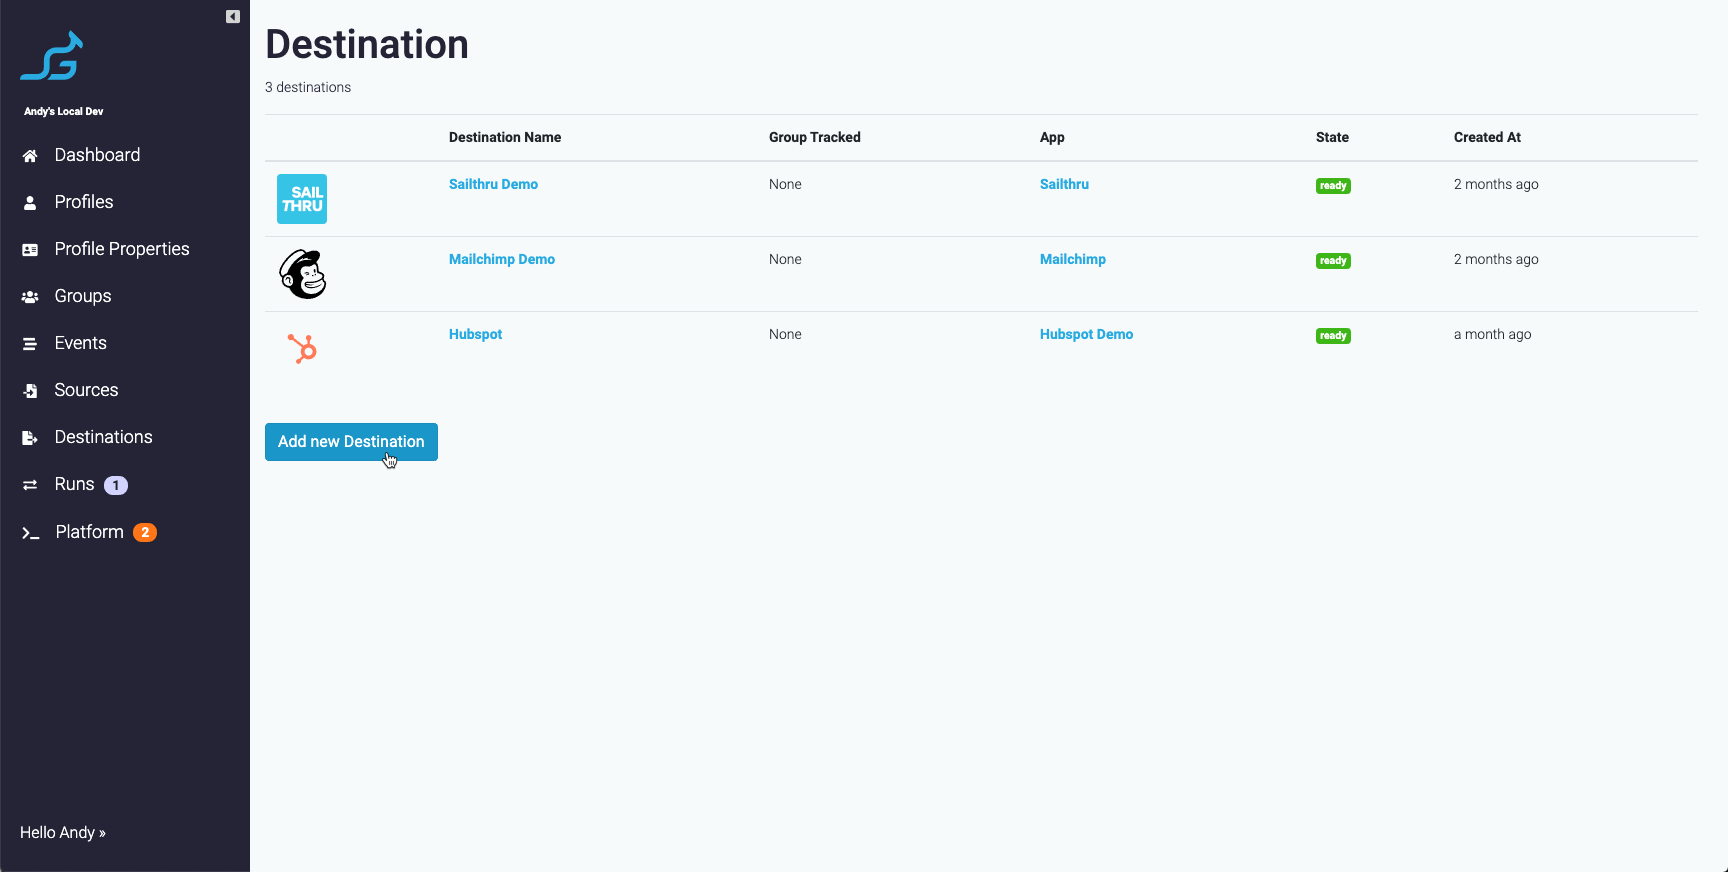 Andy's Local Dev
Dashboard
Profiles
Profile Properties
Groups
Events
Sources
Destinations
Runs 1
Platform 2
Hello Andy »
Destination
3 destinations
Destination Name Group Tracked App State Created At
SAIL
THRU
Sailthru Demo None Sailthru ready 2 months ago
Mailchimp Demo None Mailchimp ready 2 months ago
Hubspot None Hubspot Demo ready a month ago
Add new Destination